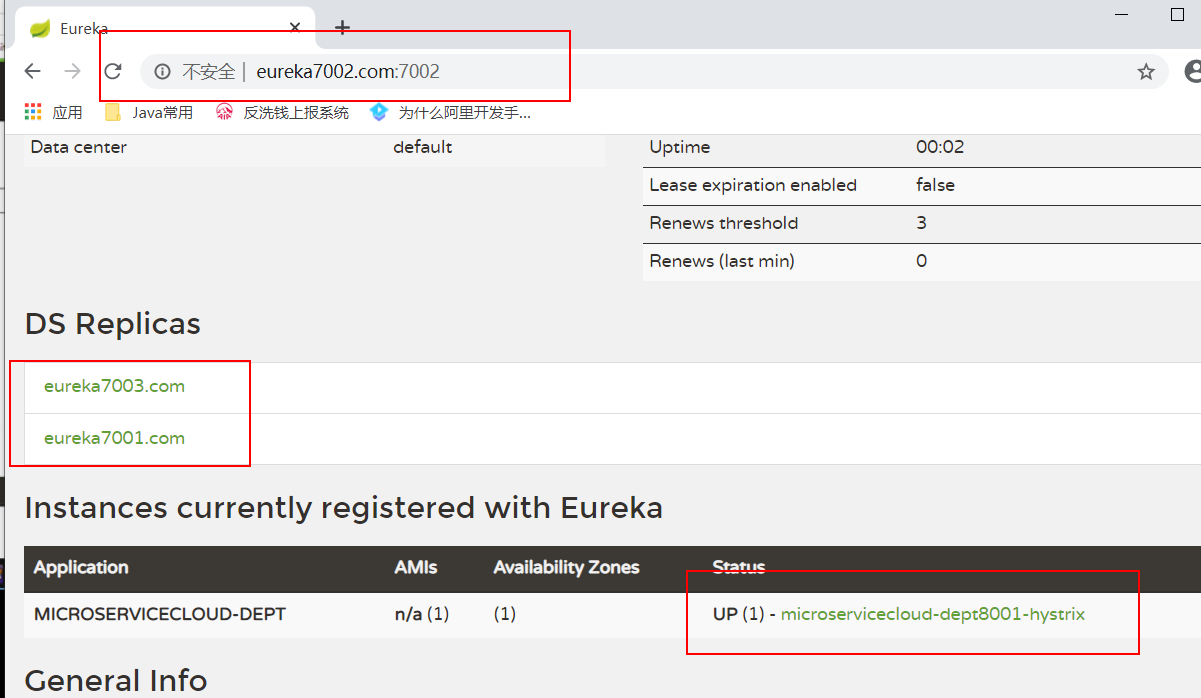 Eureka
不安全 | eureka7002.com:7002
应用 Java常用 反洗钱上报系统 为什么阿里开发手...
Data center default Uptime 00:02
Lease expiration enabled false
Renews threshold 3
Renews (last min) 0
DS Replicas
eureka7003.com
eureka7001.com
Instances currently registered with Eureka
Application AMIs Availability Zones Status
MICROSERVICECLOUD-DEPT n/a (1) (1) UP (1) - microservicecloud-dept8001-hystrix
General Info